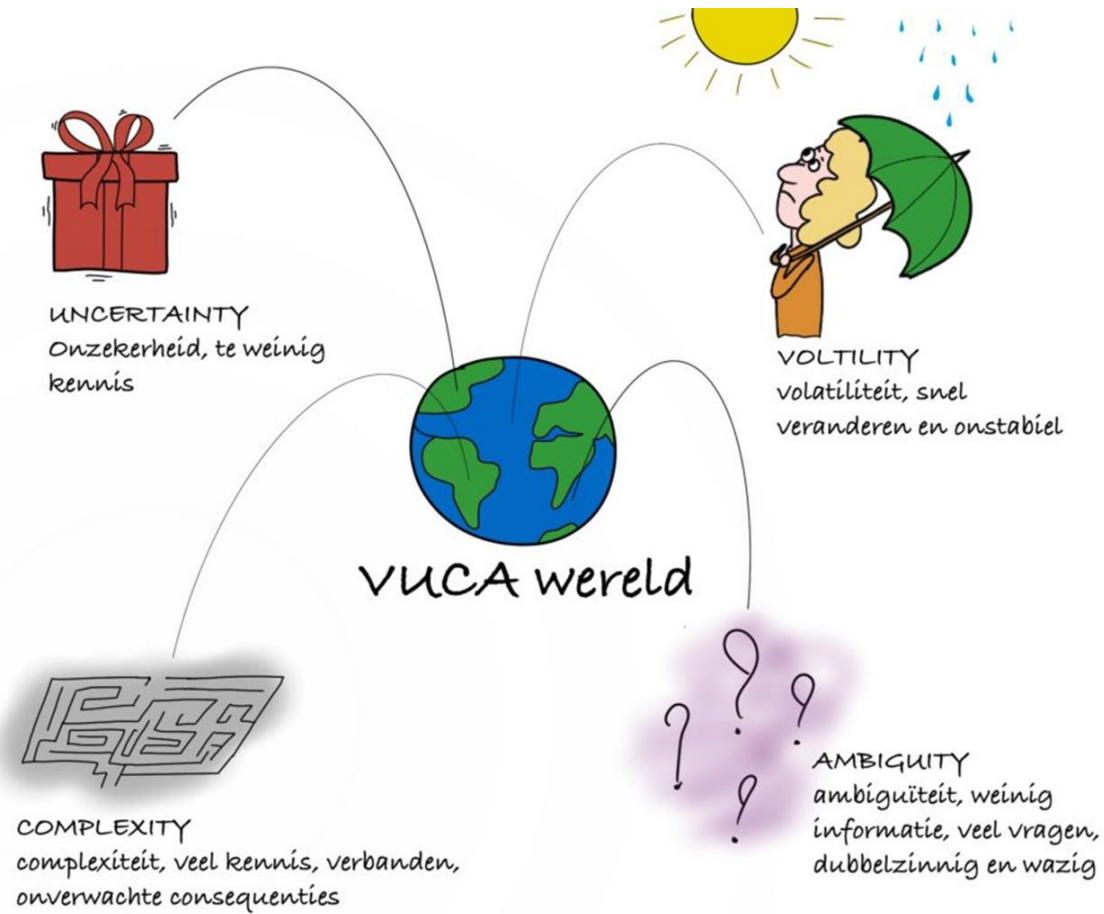 UNCERTAINTY
Onzekerheid, te weinig
kennis
VOLTILITY
volatiliteit, snel
veranderen en onstabiel
VUCA wereld
COMPLEXITY
complexiteit, veel kennis, verbanden,
onverwachte consequenties
AMBIGUITY
ambiguïteit, weinig
informatie, veel vragen,
dubbelzinnig en wazig